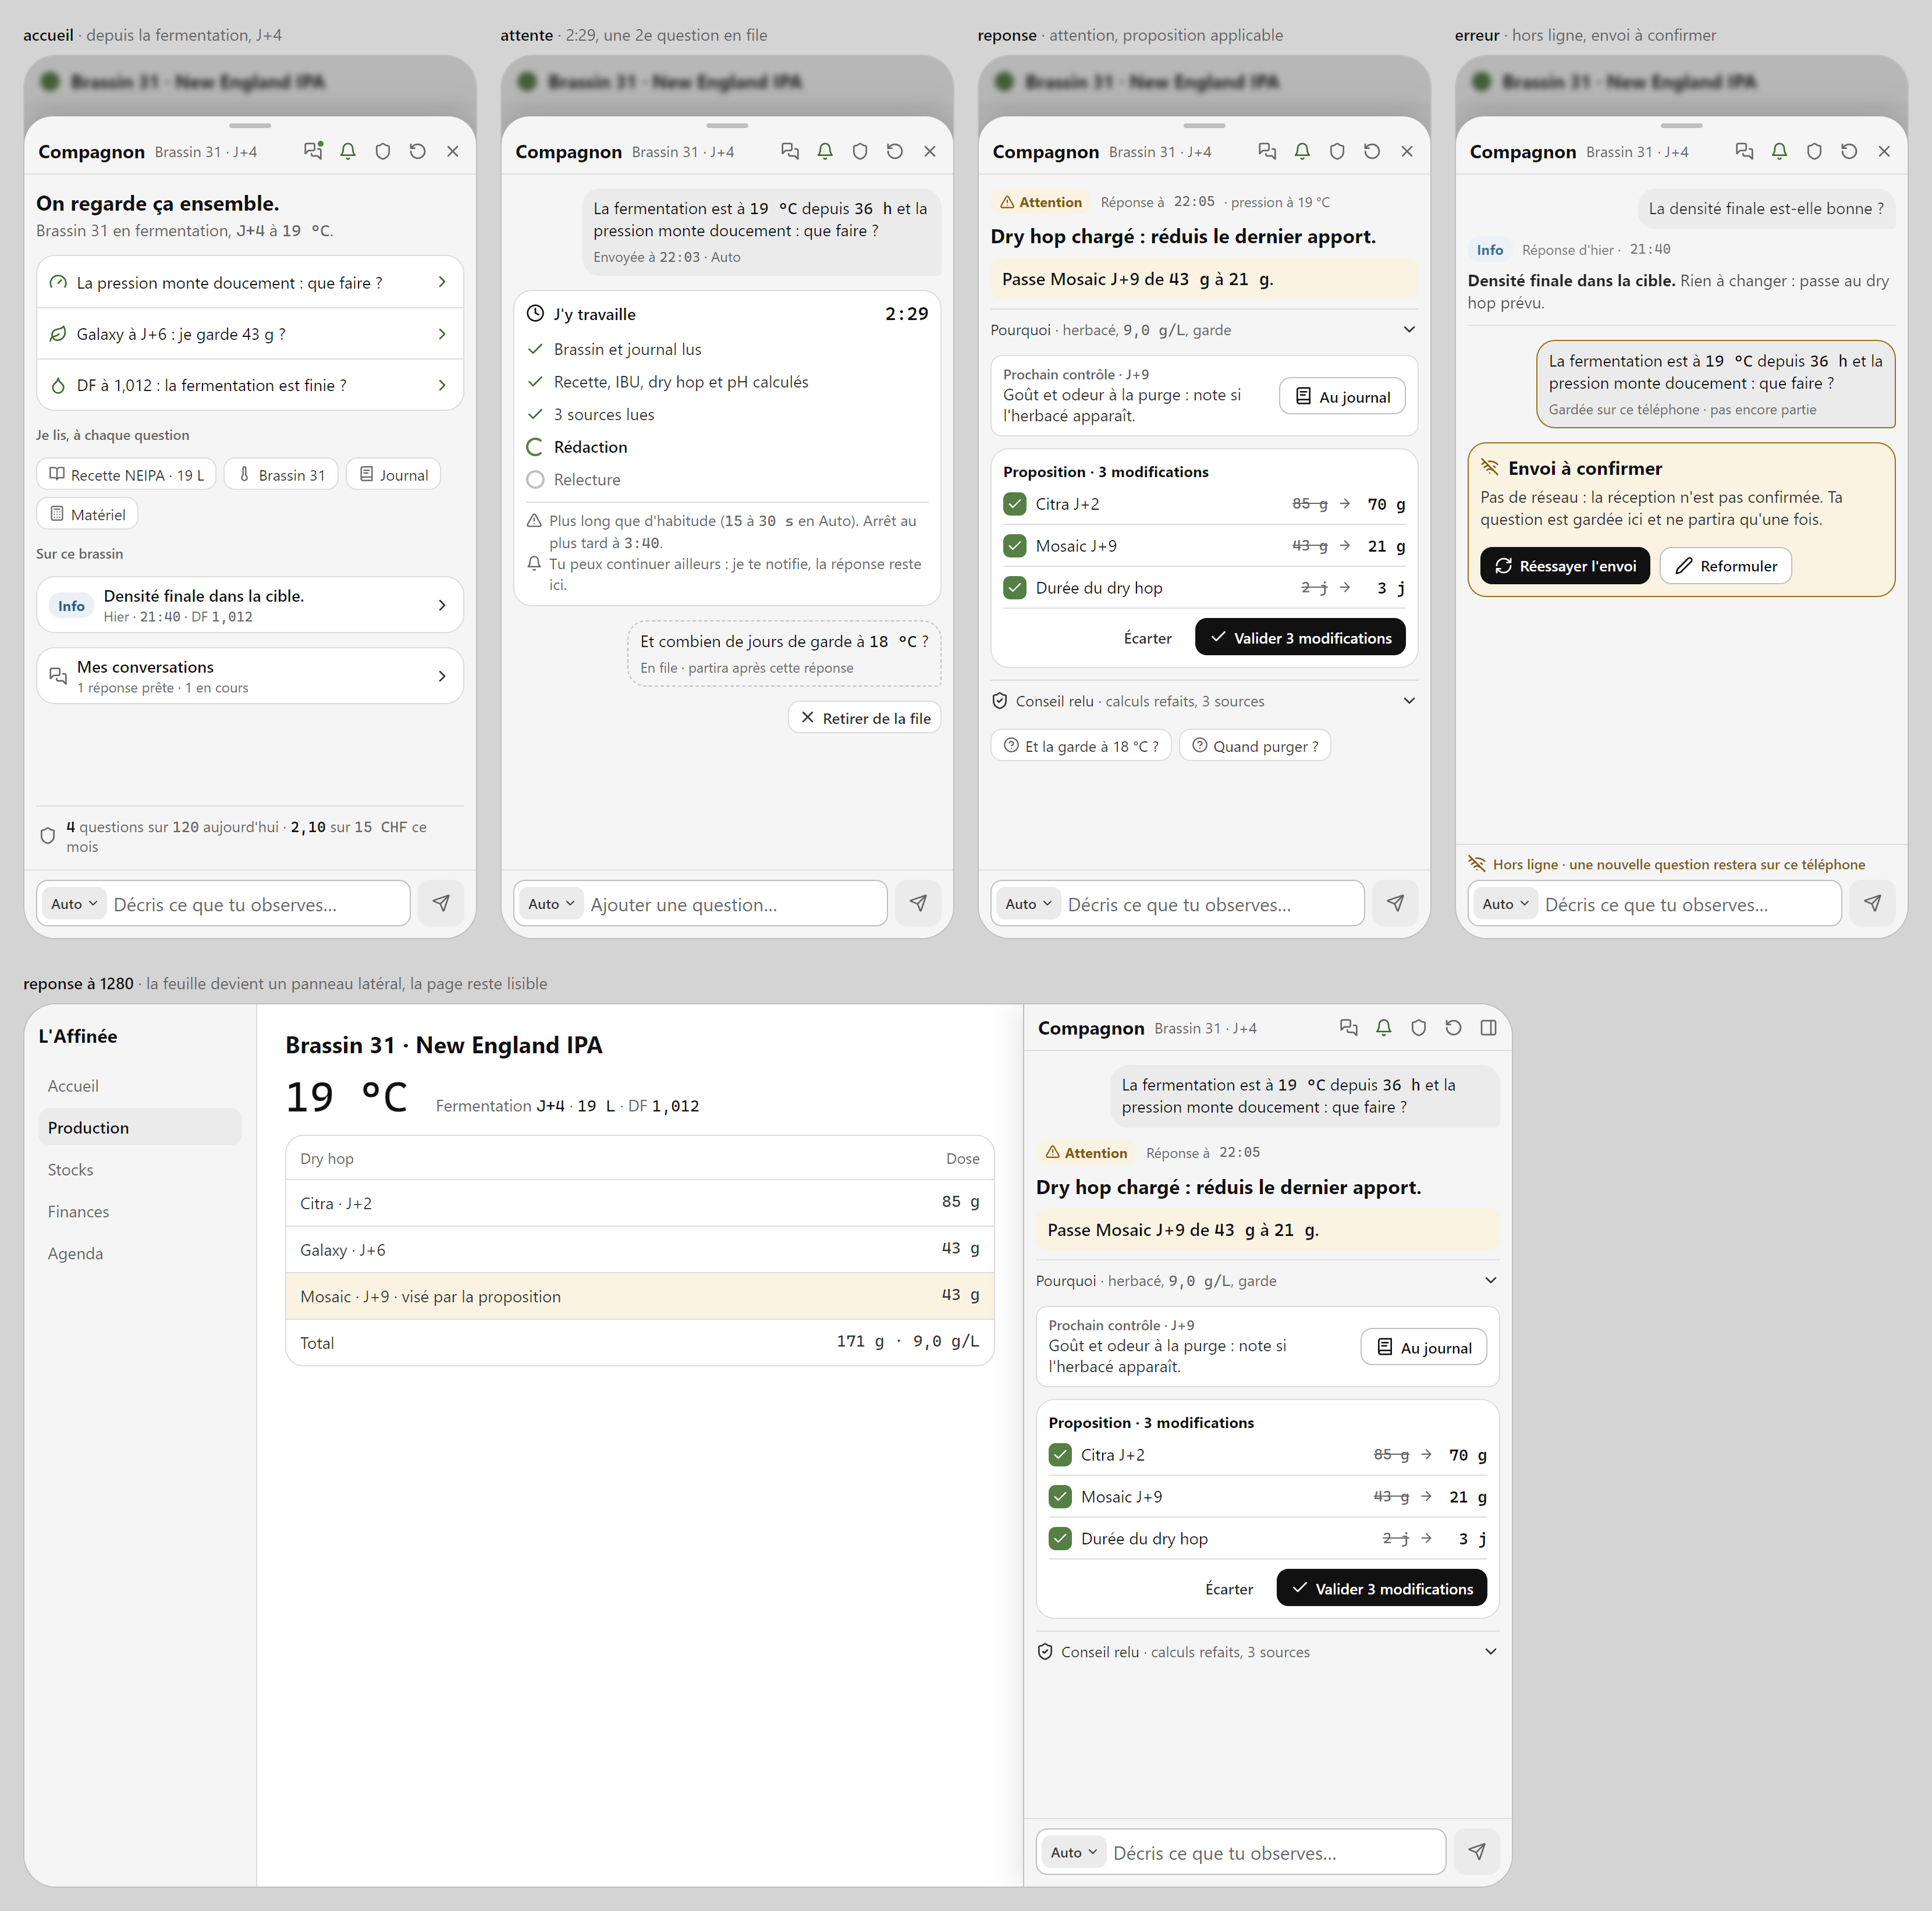 accueil · depuis la fermentation, J+4
Brassin 31 · New England IPA
Compagnon Brassin 31 · J+4
On regarde ça ensemble.
Brassin 31 en fermentation, J+4 à 19 °C.
La pression monte doucement : que faire ?
Galaxy à J+6 : je garde 43 g ?
DF à 1,012 : la fermentation est finie ?
Je lis, à chaque question
Recette NEIPA · 19 L
Brassin 31
Journal
Matériel
Sur ce brassin
Info
Densité finale dans la cible.
Hier · 21:40 · DF 1,012
Mes conversations
1 réponse prête · 1 en cours
4 questions sur 120 aujourd'hui · 2,10 sur 15 CHF ce
mois
Auto
Décris ce que tu observes...
attente · 2:29, une 2e question en file
Brassin 31 · New England IPA
Compagnon Brassin 31 · J+4
La fermentation est à 19 °C depuis 36 h et la
pression monte doucement : que faire ?
Envoyée à 22:03 · Auto
J'y travaille 2:29
Brassin et journal lus
Recette, IBU, dry hop et pH calculés
3 sources lues
Rédaction
Relecture
Plus long que d'habitude (15 à 30 s en Auto). Arrêt au
plus tard à 3:40.
Tu peux continuer ailleurs : je te notifie, la réponse reste
ici.
Et combien de jours de garde à 18 °C ?
En file · partira après cette réponse
Retirer de la file
Auto
Ajouter une question...
reponse · attention, proposition applicable
Brassin 31 · New England IPA
Compagnon Brassin 31 · J+4
Attention Réponse à 22:05 · pression à 19 °C
Dry hop chargé : réduis le dernier apport.
Passe Mosaic J+9 de 43 g à 21 g.
Pourquoi · herbacé, 9,0 g/L, garde
Prochain contrôle · J+9
Goût et odeur à la purge : note si
l'herbacé apparaît.
Au journal
Proposition · 3 modifications
Citra J+2 85 g → 70 g
Mosaic J+9 43 g → 21 g
Durée du dry hop 2 j → 3 j
Écarter
Valider 3 modifications
Conseil relu · calculs refaits, 3 sources
Et la garde à 18 °C ?
Quand purger ?
Auto
Décris ce que tu observes...
erreur · hors ligne, envoi à confirmer
Brassin 31 · New England IPA
Compagnon Brassin 31 · J+4
La densité finale est-elle bonne ?
Info Réponse d'hier · 21:40
Densité finale dans la cible. Rien à changer : passe au dry
hop prévu.
La fermentation est à 19 °C depuis 36 h et la
pression monte doucement : que faire ?
Gardée sur ce téléphone · pas encore partie
Envoi à confirmer
Pas de réseau : la réception n'est pas confirmée. Ta
question est gardée ici et ne partira qu'une fois.
Réessayer l'envoi
Reformuler
Hors ligne · une nouvelle question restera sur ce téléphone
Auto
Décris ce que tu observes...
reponse à 1280 · la feuille devient un panneau latéral, la page reste lisible
L'Affinée
Accueil
Production
Stocks
Finances
Agenda
Brassin 31 · New England IPA
19 °C Fermentation J+4 · 19 L · DF 1,012
Dry hop Dose
Citra · J+2 85 g
Galaxy · J+6 43 g
Mosaic · J+9 · visé par la proposition 43 g
Total 171 g · 9,0 g/L
Compagnon Brassin 31 · J+4
La fermentation est à 19 °C depuis 36 h et la
pression monte doucement : que faire ?
Attention Réponse à 22:05
Dry hop chargé : réduis le dernier apport.
Passe Mosaic J+9 de 43 g à 21 g.
Pourquoi · herbacé, 9,0 g/L, garde
Prochain contrôle · J+9
Goût et odeur à la purge : note si
l'herbacé apparaît.
Au journal
Proposition · 3 modifications
Citra J+2 85 g → 70 g
Mosaic J+9 43 g → 21 g
Durée du dry hop 2 j → 3 j
Écarter
Valider 3 modifications
Conseil relu · calculs refaits, 3 sources
Auto
Décris ce que tu observes...